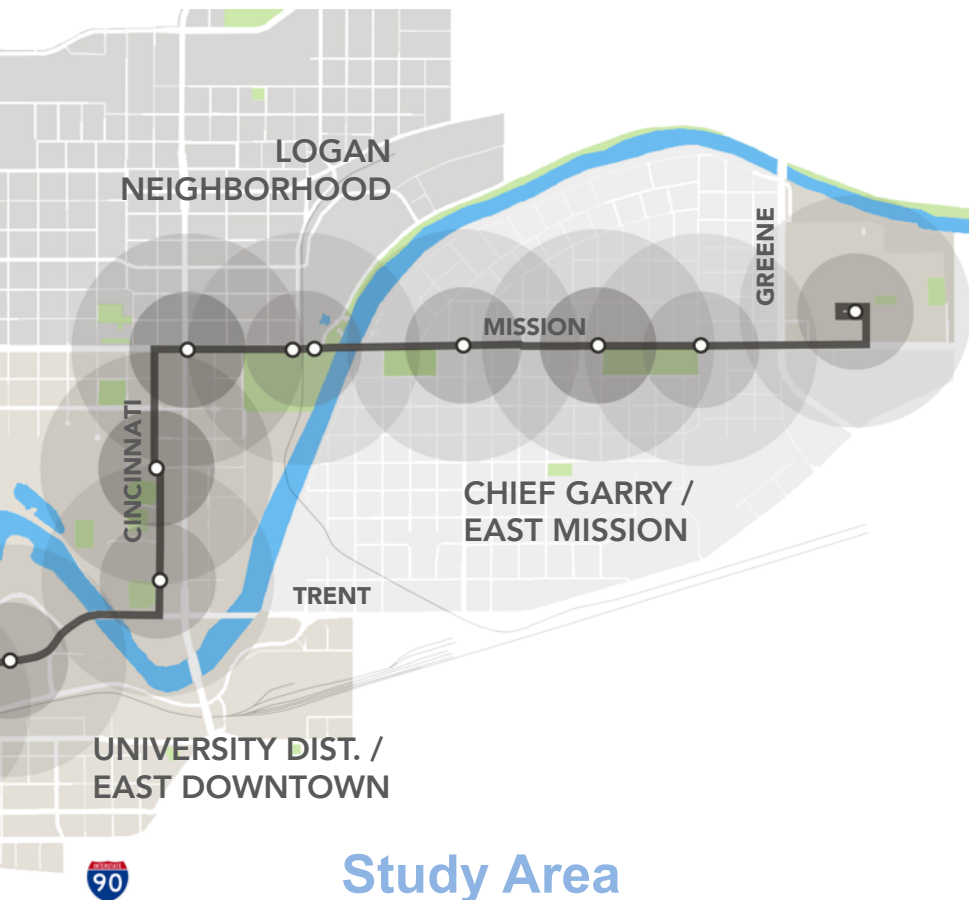 LOGAN
NEIGHBORHOOD
GREENE
MISSION
CINCINNATI
CHIEF GARRY /
EAST MISSION
TRENT
UNIVERSITY DIST. /
EAST DOWNTOWN
INTERSTATE
90
Study Area